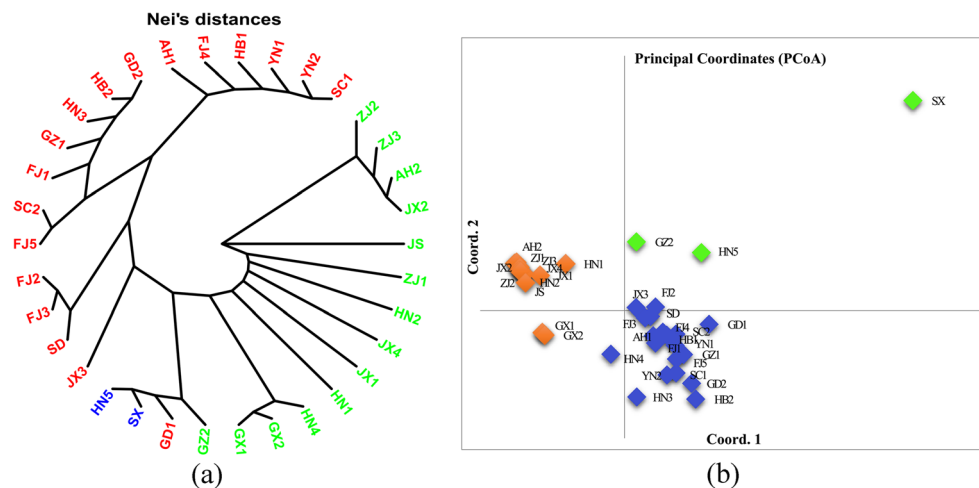 Nei's distances
AH1
FJ4
HB1
YN1
YN2
SC1
GD2
HB2
HN3
GZ1
FJ1
SC2
FJ5
FJ2
FJ3
SD
JX3
HN5
SX
GD1
GZ2
GX1
GX2
HN4
HN1
JX1
JX4
HN2
ZJ1
JS
JX2
AH2
ZJ3
ZJ2
(a)
Principal Coordinates (PCoA)
Coord. 2
Coord. 1
SX
GZ2
HN5
AH2
ZJ1
ZJ3
JX2
JX4
JX1
HN1
ZJ2
HN2
JS
GX1
GX2
JX3
FJ2
SD
FJ3
FJ4
SC2
GD1
AH1
HB1
YN1
FJ1
GZ1
HN4
FJ5
YN2
SC1
GD2
HN3
HB2
(b)